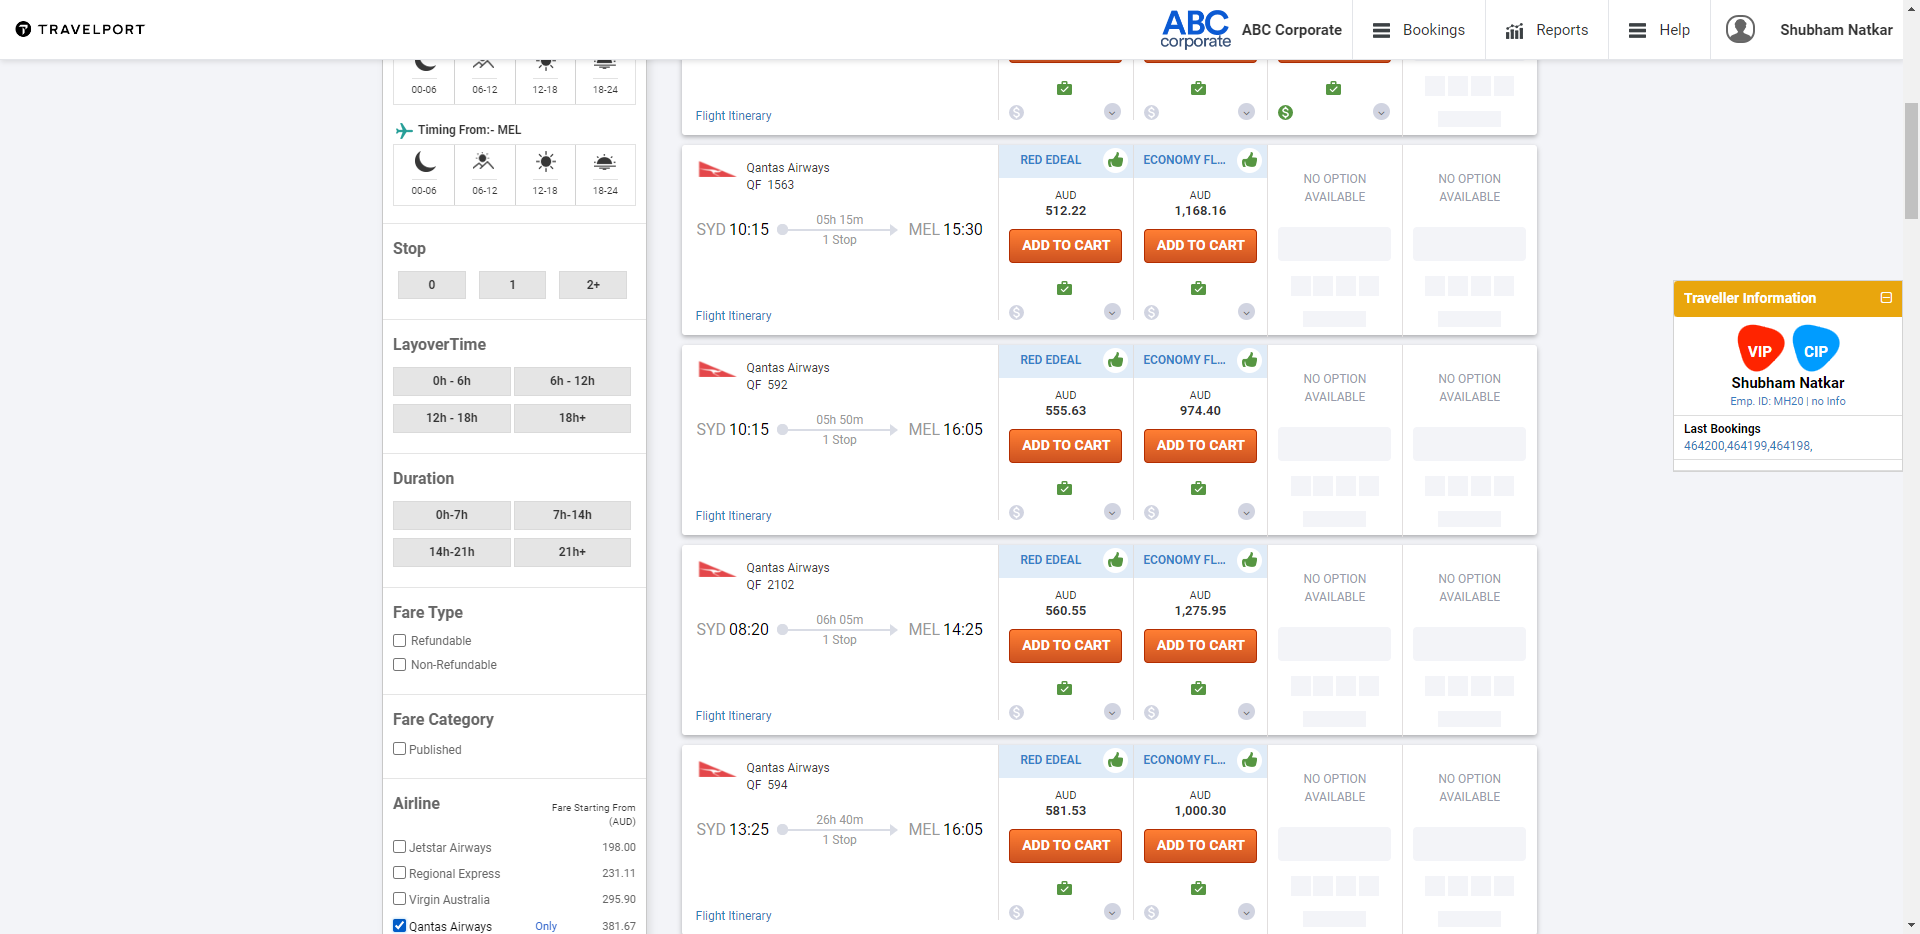 TRAVELPORT
ABC
corporate
ABC Corporate
Bookings
Reports
Help
Shubham Natkar
00-06
06-12
12-18
18-24
Timing From:- MEL
00-06
06-12
12-18
18-24
Stop
0
1
2+
LayoverTime
0h - 6h
6h - 12h
12h - 18h
18h+
Duration
0h-7h
7h-14h
14h-21h
21h+
Fare Type
Refundable
Non-Refundable
Fare Category
Published
Airline
Fare Starting From
(AUD)
Jetstar Airways 198.00
Regional Express 231.11
Virgin Australia 295.90
Qantas Airways Only 381.67
Flight Itinerary
Qantas Airways
QF 1563
SYD 10:15
05h 15m
1 Stop
MEL 15:30
Flight Itinerary
RED EDEAL
AUD
512.22
ADD TO CART
ECONOMY FL...
AUD
1,168.16
ADD TO CART
NO OPTION
AVAILABLE
NO OPTION
AVAILABLE
Qantas Airways
QF 592
SYD 10:15
05h 50m
1 Stop
MEL 16:05
Flight Itinerary
RED EDEAL
AUD
555.63
ADD TO CART
ECONOMY FL...
AUD
974.40
ADD TO CART
NO OPTION
AVAILABLE
NO OPTION
AVAILABLE
Qantas Airways
QF 2102
SYD 08:20
06h 05m
1 Stop
MEL 14:25
Flight Itinerary
RED EDEAL
AUD
560.55
ADD TO CART
ECONOMY FL...
AUD
1,275.95
ADD TO CART
NO OPTION
AVAILABLE
NO OPTION
AVAILABLE
Qantas Airways
QF 594
SYD 13:25
26h 40m
1 Stop
MEL 16:05
Flight Itinerary
RED EDEAL
AUD
581.53
ADD TO CART
ECONOMY FL...
AUD
1,000.30
ADD TO CART
NO OPTION
AVAILABLE
NO OPTION
AVAILABLE
Traveller Information
VIP
CIP
Shubham Natkar
Emp. ID: MH20 | no Info
Last Bookings
464200,464199,464198,